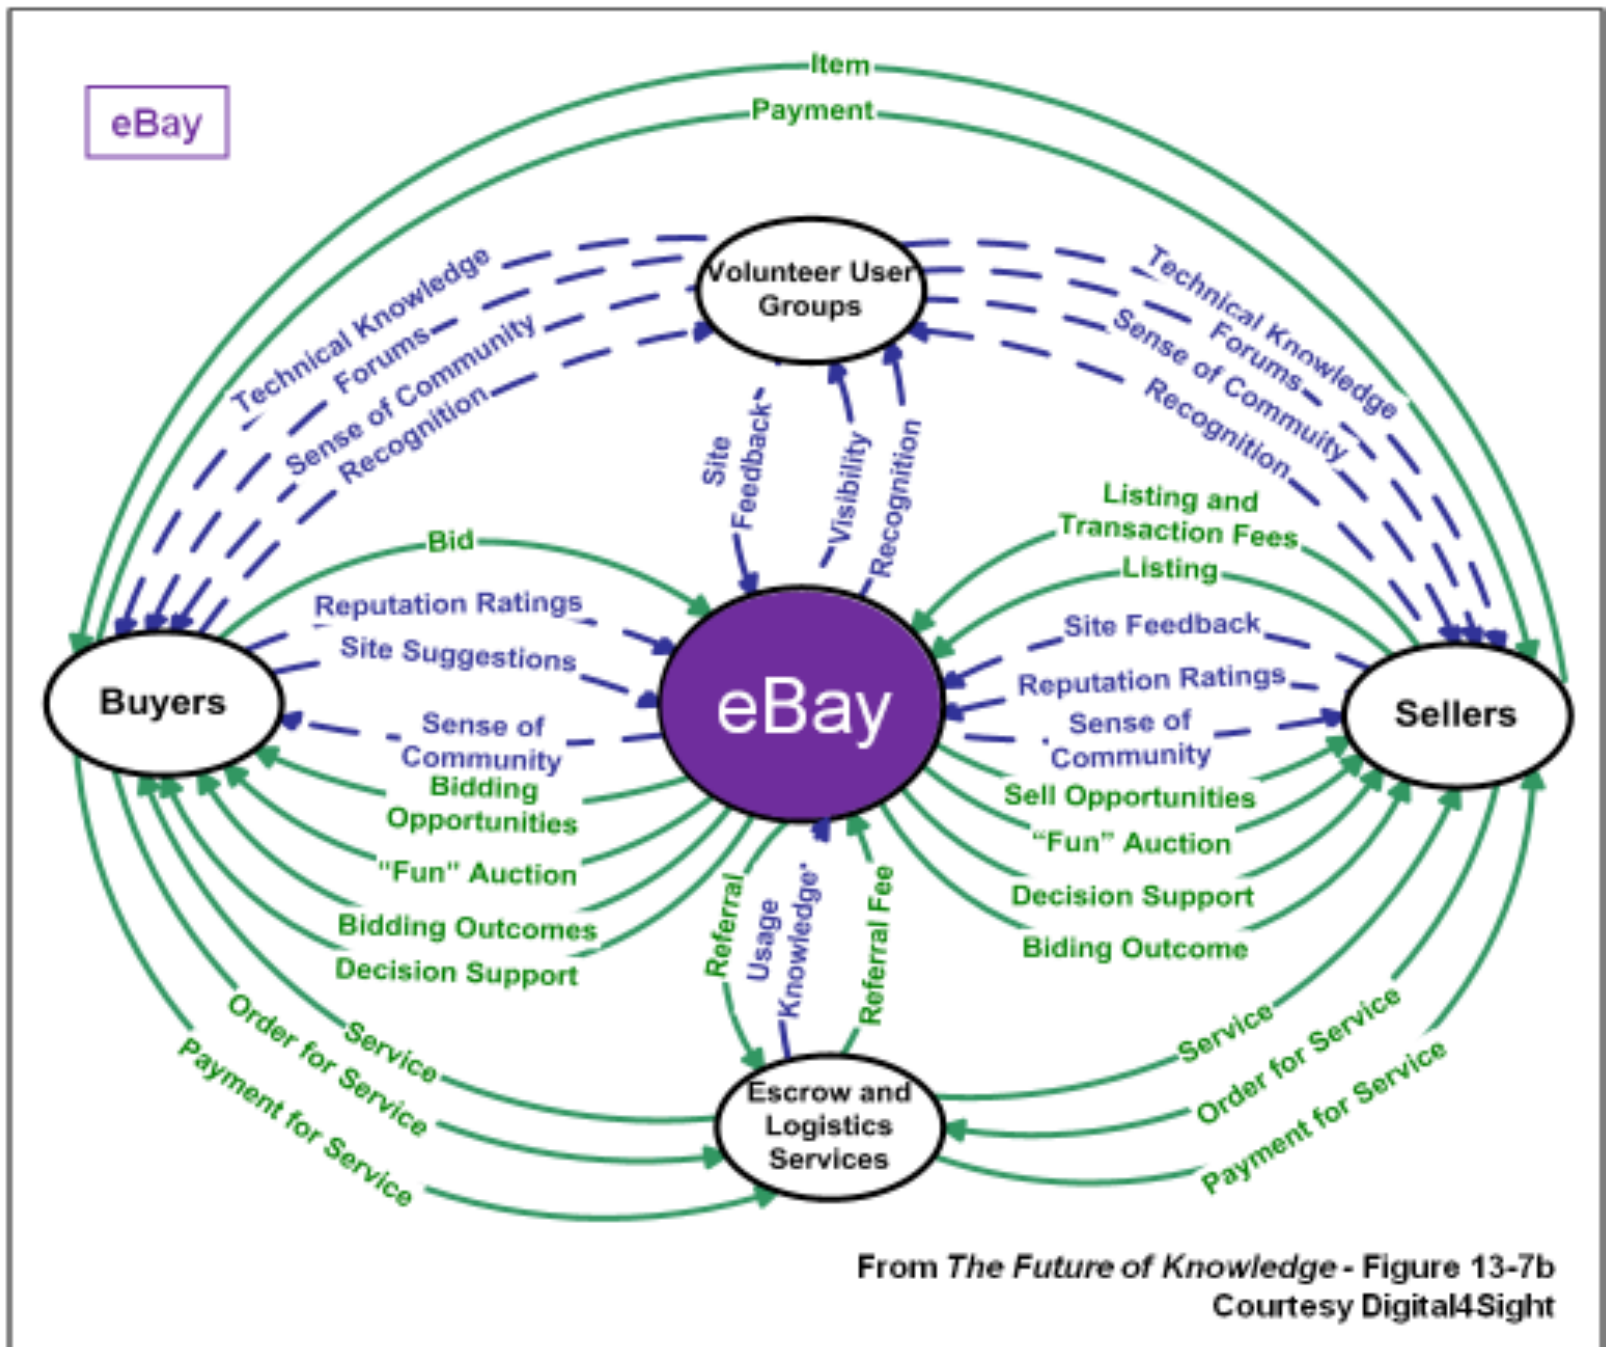 Item
eBay
Payment
Volunteer User
Groups
Technical Knowledge
Forums
Sense of Community
Recognition
Technical Knowledge
Forums
Sense of Commuity
Recognition
Site
Feedback
Visibility
Recognition
Listing and
Transaction Fees
Listing
Bid
Reputation Ratings
Site Suggestions
Sense of
Community
Site Feedback
Reputation Ratings
Sense of
Community
Buyers
eBay
Sellers
Bidding
Opportunities
"Fun" Auction
Bidding Outcomes
Decision Support
Sell Opportunities
“Fun” Auction
Decision Support
Biding Outcome
Referral
Usage
Knowledge
Referral Fee
Service
Order for Service
Payment for Service
Service
Order for Service
Payment for Service
Escrow and
Logistics
Services
From The Future of Knowledge - Figure 13-7b
Courtesy Digital4Sight